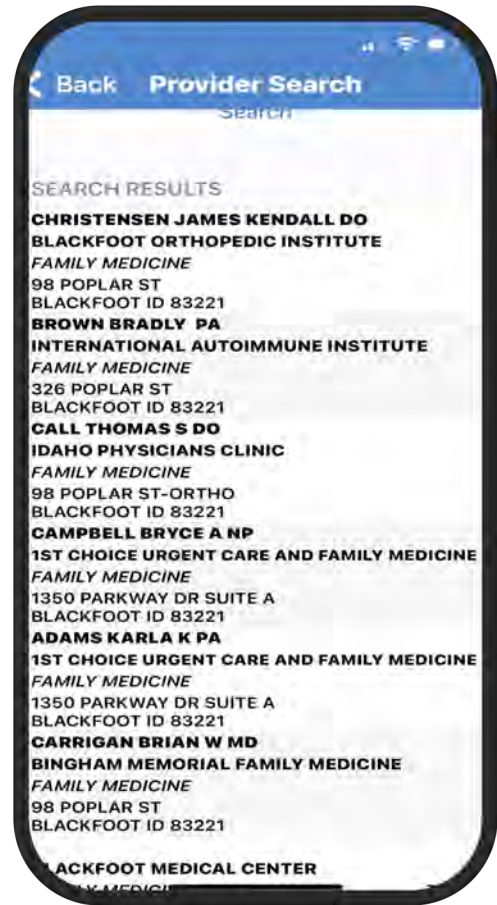 Back Provider Search
Search
SEARCH RESULTS
CHRISTENSEN JAMES KENDALL DO
BLACKFOOT ORTHOPEDIC INSTITUTE
FAMILY MEDICINE
98 POPLAR ST
BLACKFOOT ID 83221
BROWN BRADLY PA
INTERNATIONAL AUTOIMMUNE INSTITUTE
FAMILY MEDICINE
326 POPLAR ST
BLACKFOOT ID 83221
CALL THOMAS S DO
IDAHO PHYSICIANS CLINIC
FAMILY MEDICINE
98 POPLAR ST-ORTHO
BLACKFOOT ID 83221
CAMPBELL BRYCE A NP
1ST CHOICE URGENT CARE AND FAMILY MEDICINE
FAMILY MEDICINE
1350 PARKWAY DR SUITE A
BLACKFOOT ID 83221
ADAMS KARLA K PA
1ST CHOICE URGENT CARE AND FAMILY MEDICINE
FAMILY MEDICINE
1350 PARKWAY DR SUITE A
BLACKFOOT ID 83221
CARRIGAN BRIAN W MD
BINGHAM MEMORIAL FAMILY MEDICINE
FAMILY MEDICINE
98 POPLAR ST
BLACKFOOT ID 83221
LACKFOOT MEDICAL CENTER